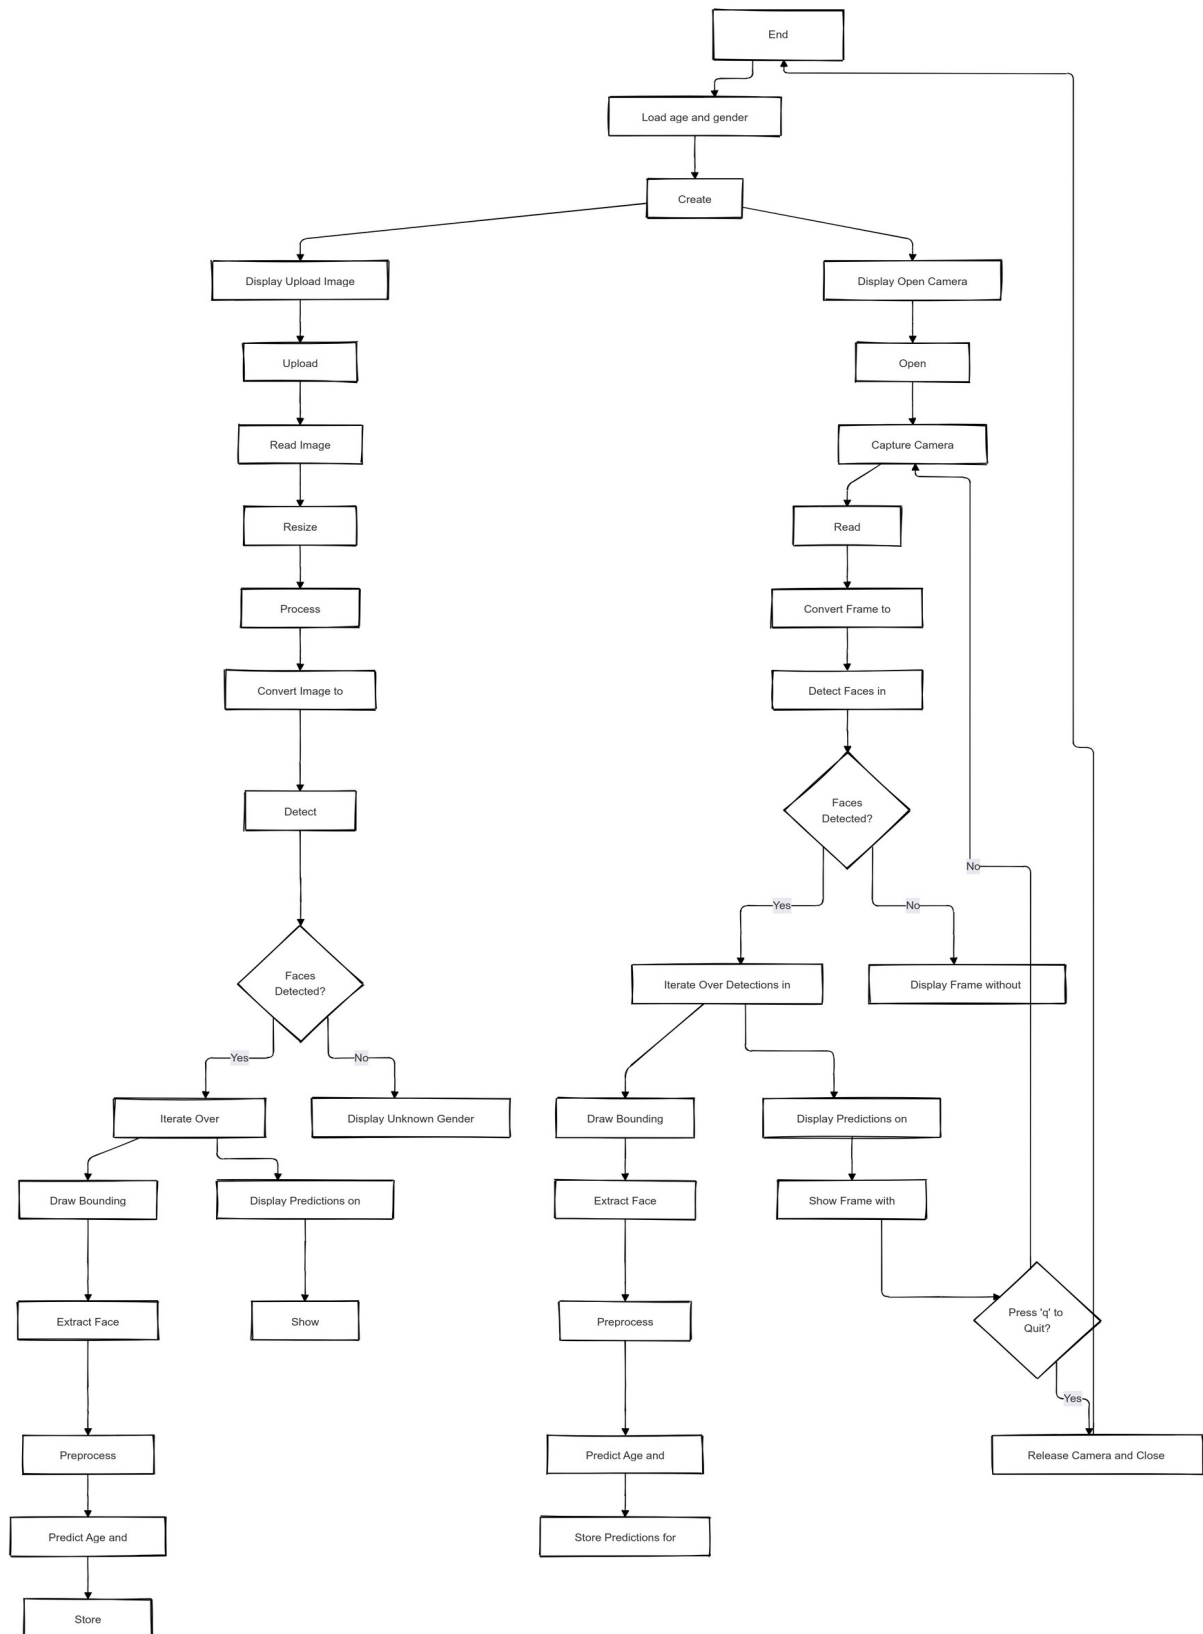 End
Load age and gender
Create
Display Upload Image
Display Open Camera
Upload
Open
Read Image
Capture Camera
Resize
Read
Process
Convert Frame to
Convert Image to
Detect Faces in
Detect
Faces
Detected?
No
Yes
No
Faces
Detected?
Iterate Over Detections in
Display Frame without
Yes
No
Iterate Over
Display Unknown Gender
Draw Bounding
Display Predictions on
Draw Bounding
Display Predictions on
Extract Face
Show Frame with
Extract Face
Show
Preprocess
Press 'q' to
Quit?
Yes
Preprocess
Predict Age and
Release Camera and Close
Predict Age and
Store Predictions for
Store